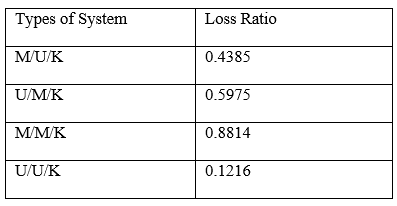 Types of System Loss Ratio
M/U/K 0.4385
U/M/K 0.5975
M/M/K 0.8814
U/U/K 0.1216